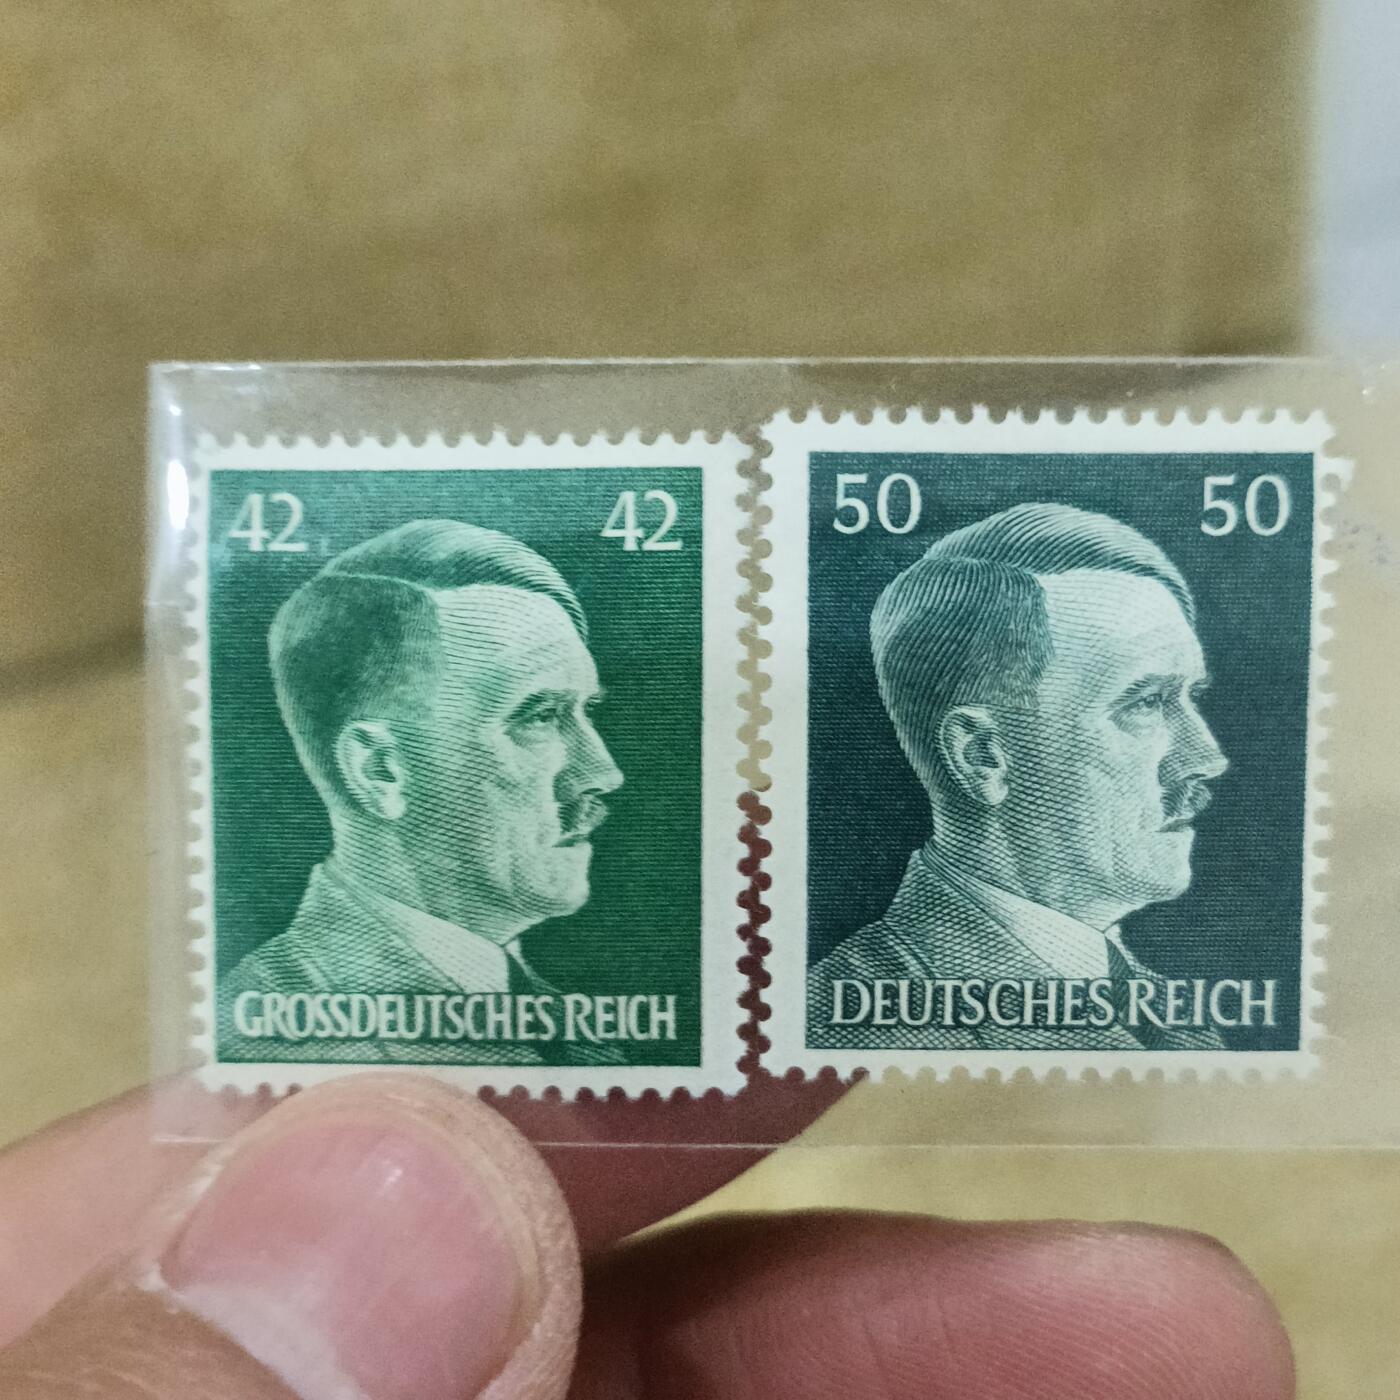 42 42
GROSSDEUTSCHES REICH
50 50
DEUTSCHES REICH